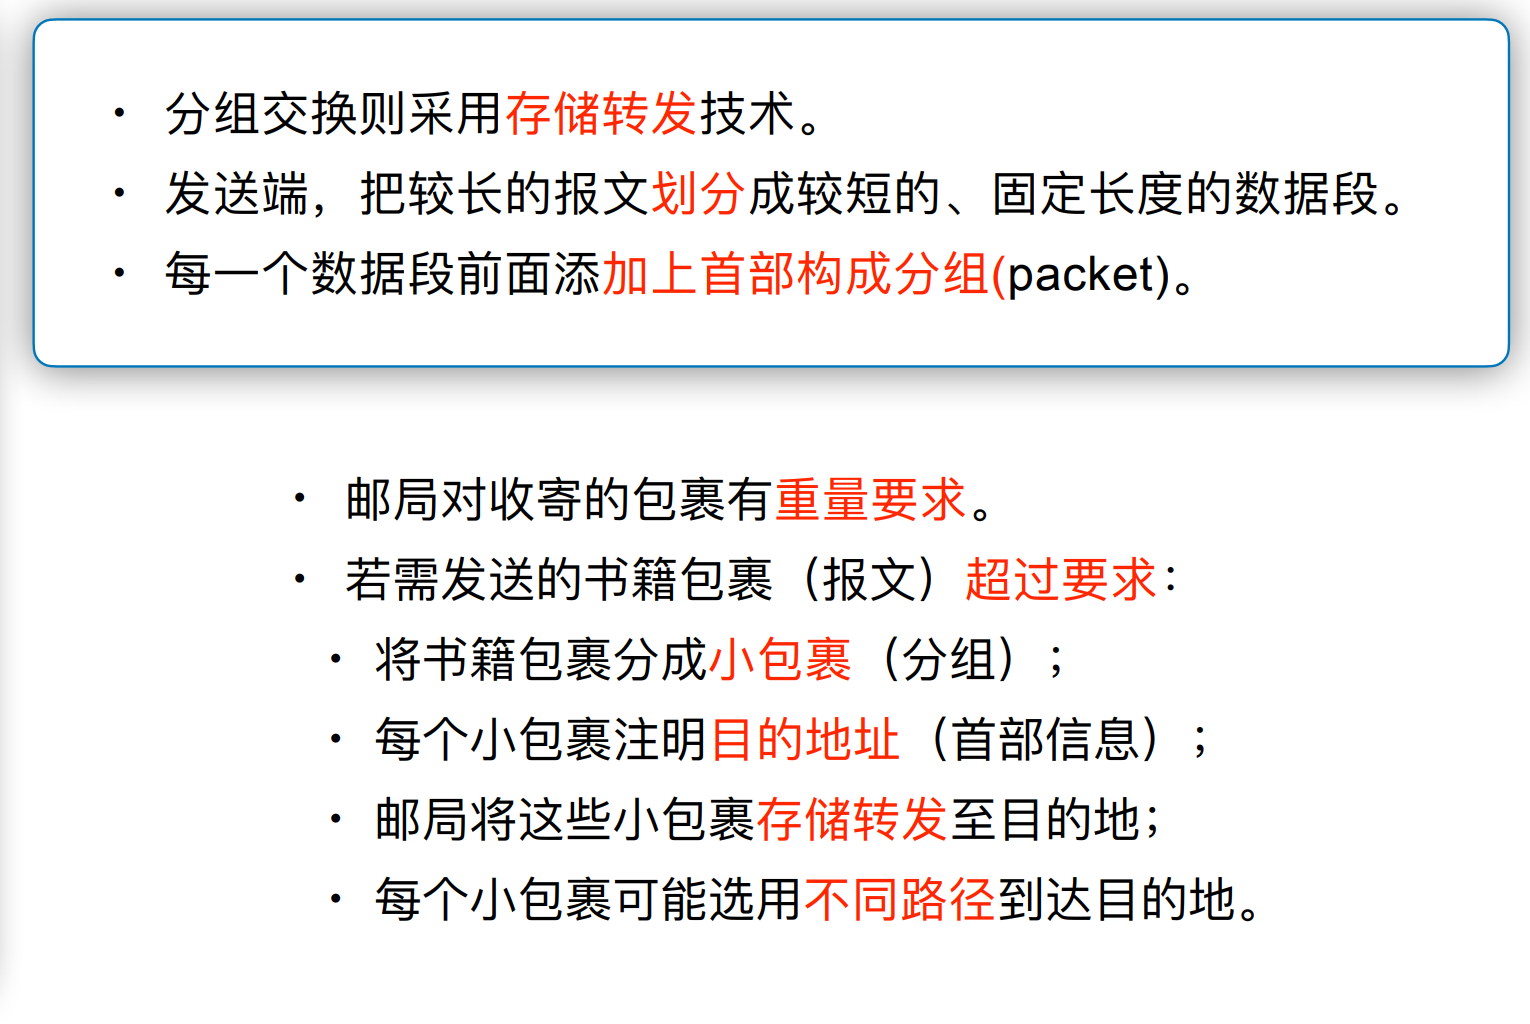 • 分组交换则采用存储转发技术。
• 发送端，把较长的报文划分成较短的、固定长度的数据段。
• 每一个数据段前面添加上首部构成分组(packet)。
• 邮局对收寄的包裹有重量要求。
• 若需发送的书籍包裹（报文）超过要求：
• 将书籍包裹分成小包裹（分组）；
• 每个小包裹注明目的地址（首部信息）；
• 邮局将这些小包裹存储转发至目的地；
• 每个小包裹可能选用不同路径到达目的地。